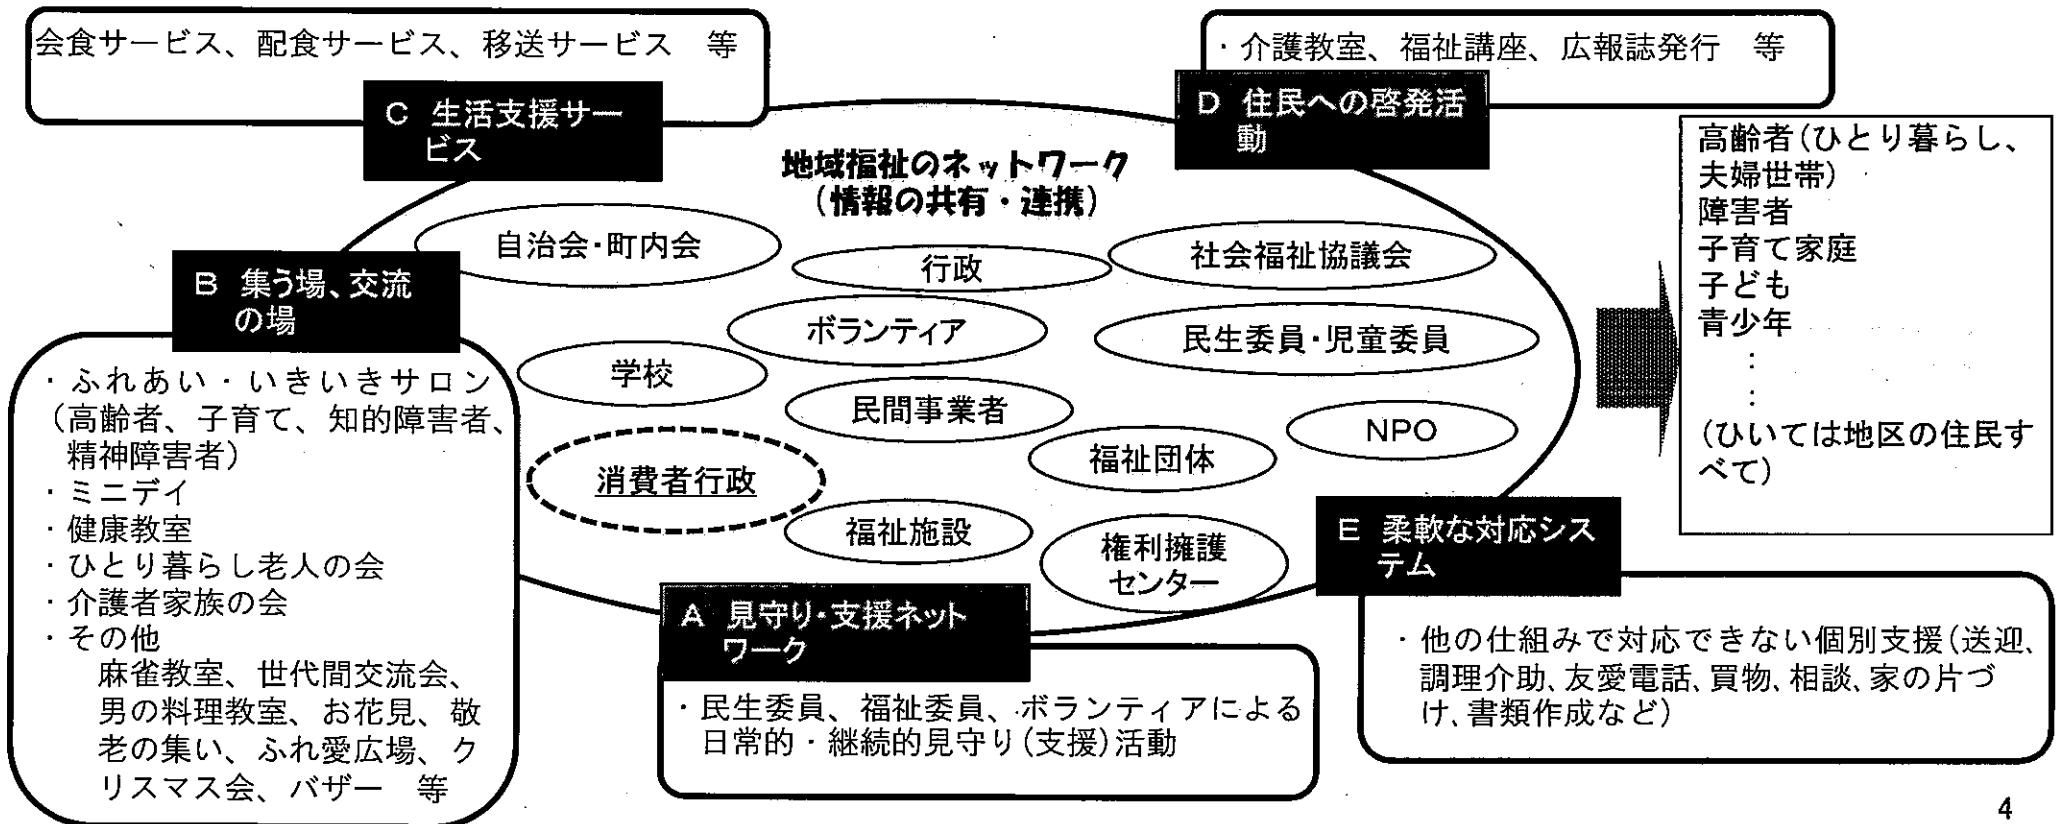 会食サービス、配食サービス、移送サービス 等
C 生活支援サー
ビス
・介護教室、福祉講座、広報誌発行 等
D 住民への啓発活
動
地域福祉のネットワーク
(情報の共有・連携)
自治会・町内会
行政
社会福祉協議会
ボランティア
民生委員・児童委員
学校
民間事業者
NPO
福祉団体
消費者行政
福祉施設
権利擁護
センター
高齢者(ひとり暮らし、
夫婦世帯)
障害者
子育て家庭
子ども
青少年
:
:
(ひいては地区の住民す
べて)
B 集う場、交流
の場
・ふれあい・いきいきサロン
(高齢者、子育て、知的障害者、
精神障害者)
・ミニデイ
・健康教室
・ひとり暮らし老人の会
・介護者家族の会
・その他
麻雀教室、世代間交流会、
男の料理教室、お花見、敬
老の集い、ふれ愛広場、ク
リスマス会、バザー 等
A 見守り・支援ネット
ワーク
・民生委員、福祉委員、ボランティアによる
日常的・継続的見守り(支援)活動
E 柔軟な対応シス
テム
・他の仕組みで対応できない個別支援(送迎、
調理介助、友愛電話、買物、相談、家の片づ
け、書類作成など)
4